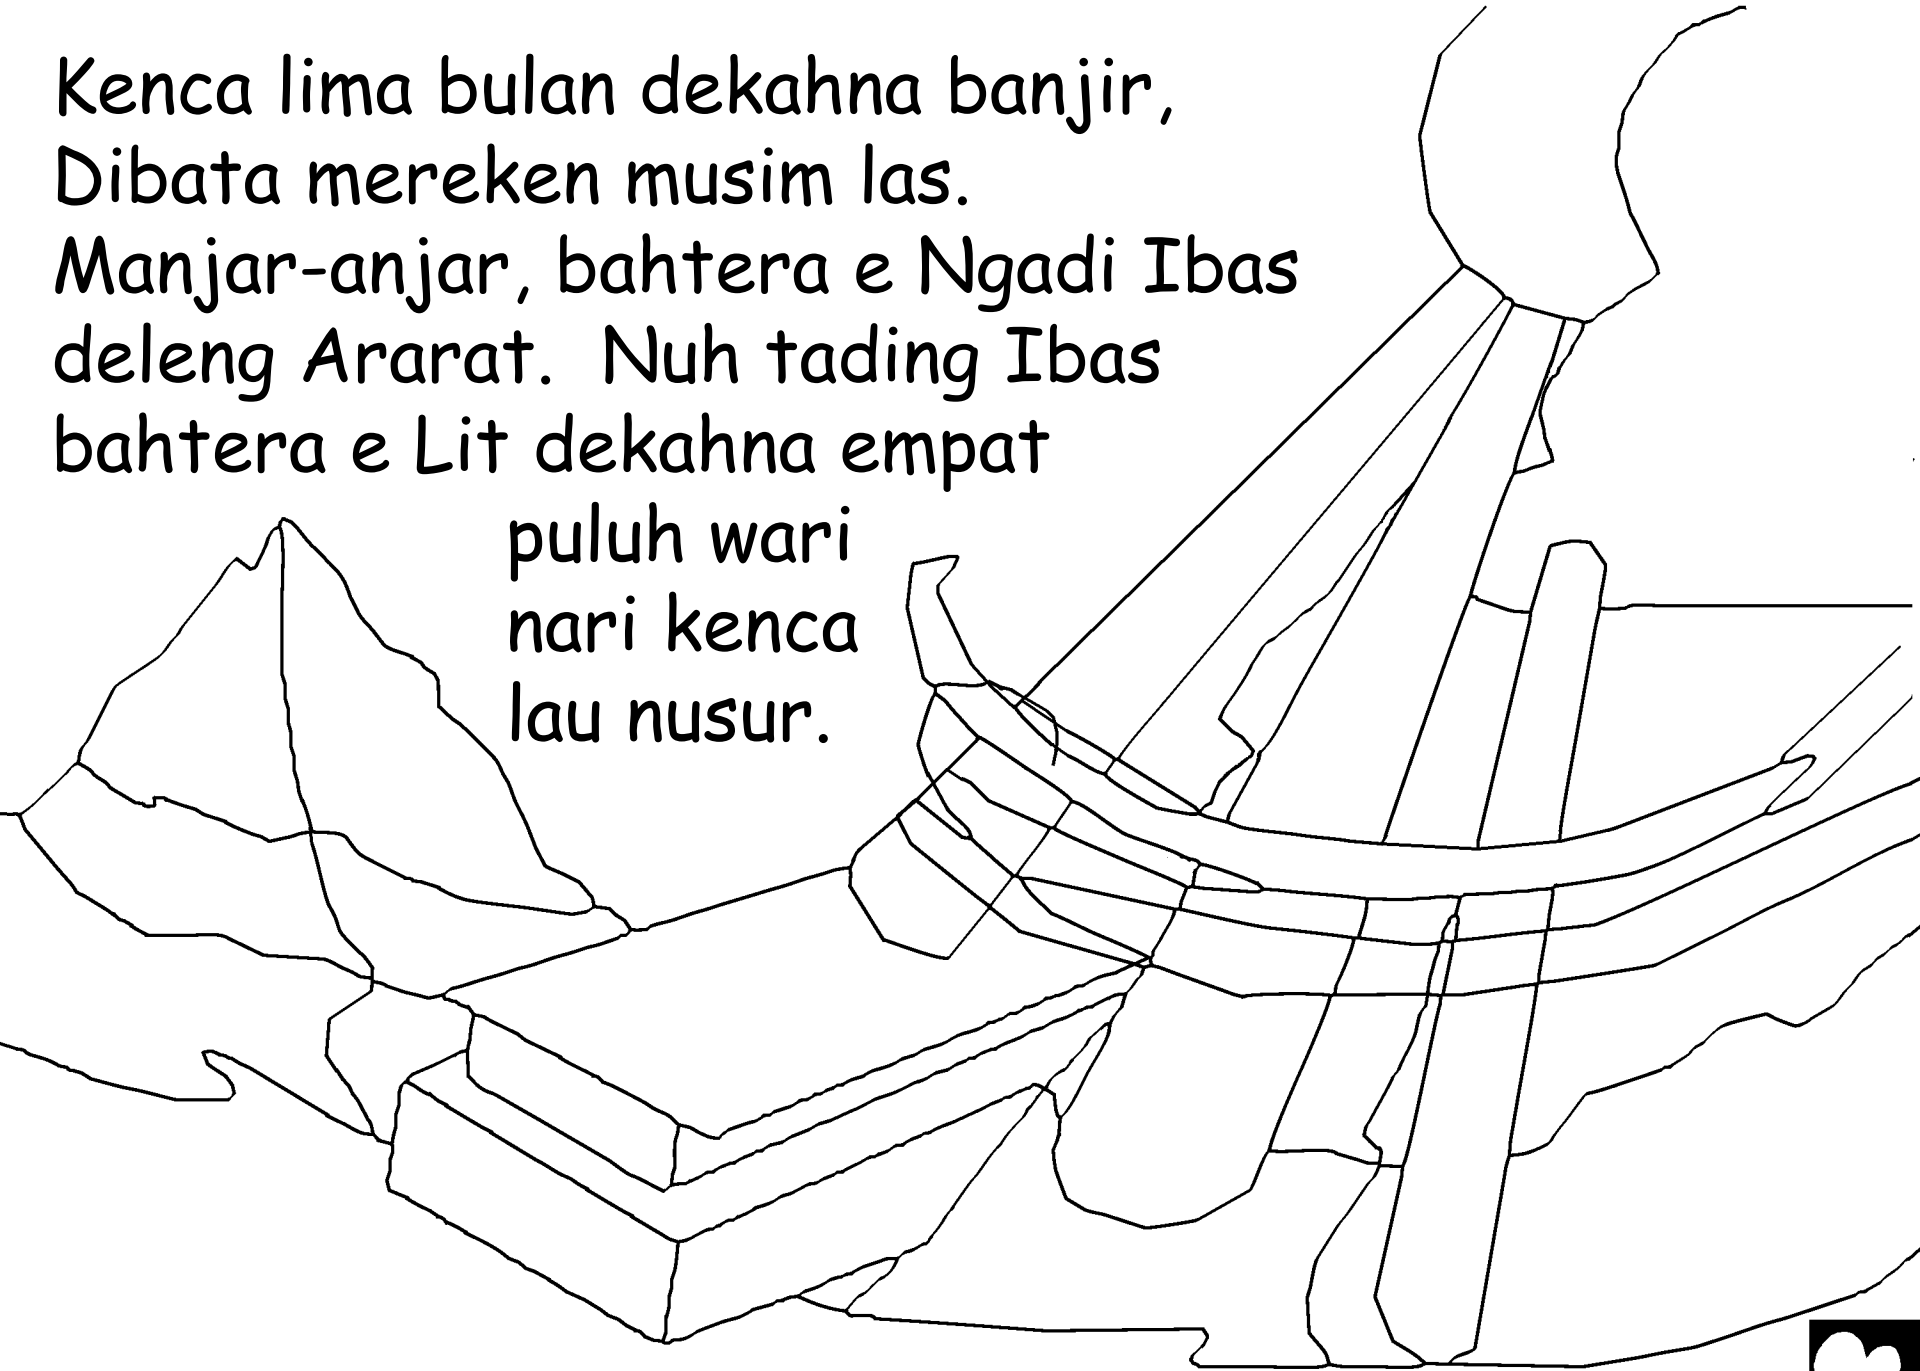 Kenca lima bulan dekahna banjir,
Dibata mereken musim las.
Manjar-anjar, bahtera e Ngadi Ibas
deleng Ararat.  Nuh tading Ibas
bahtera e Lit dekahna empat
puluh wari
nari kenca
lau nusur.